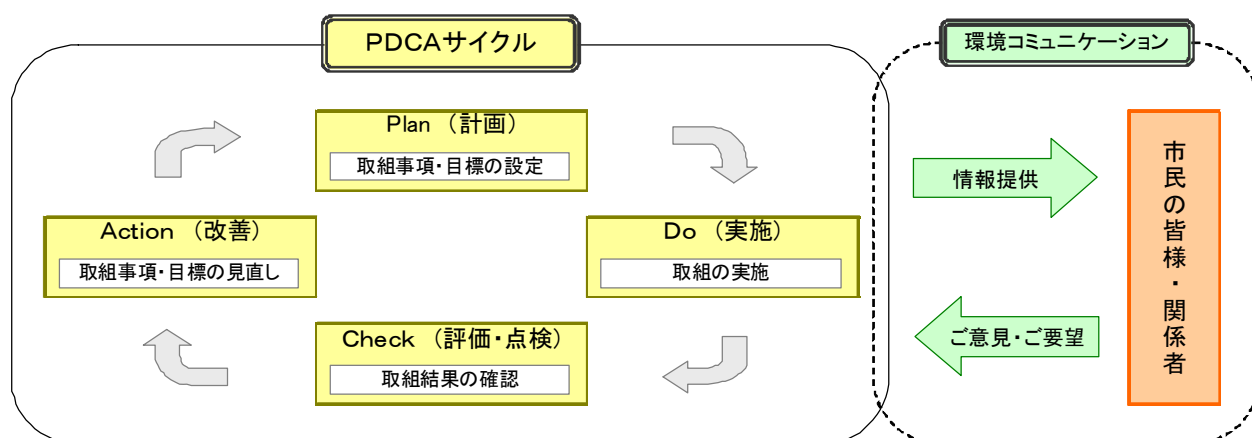 PDCAサイクル
環境コミュニケーション
Plan (計画)
取組事項・目標の設定
Do (実施)
取組の実施
Check (評価・点検)
取組結果の確認
Action (改善)
取組事項・目標の見直し
情報提供
ご意見・ご要望
市民の皆様・関係者